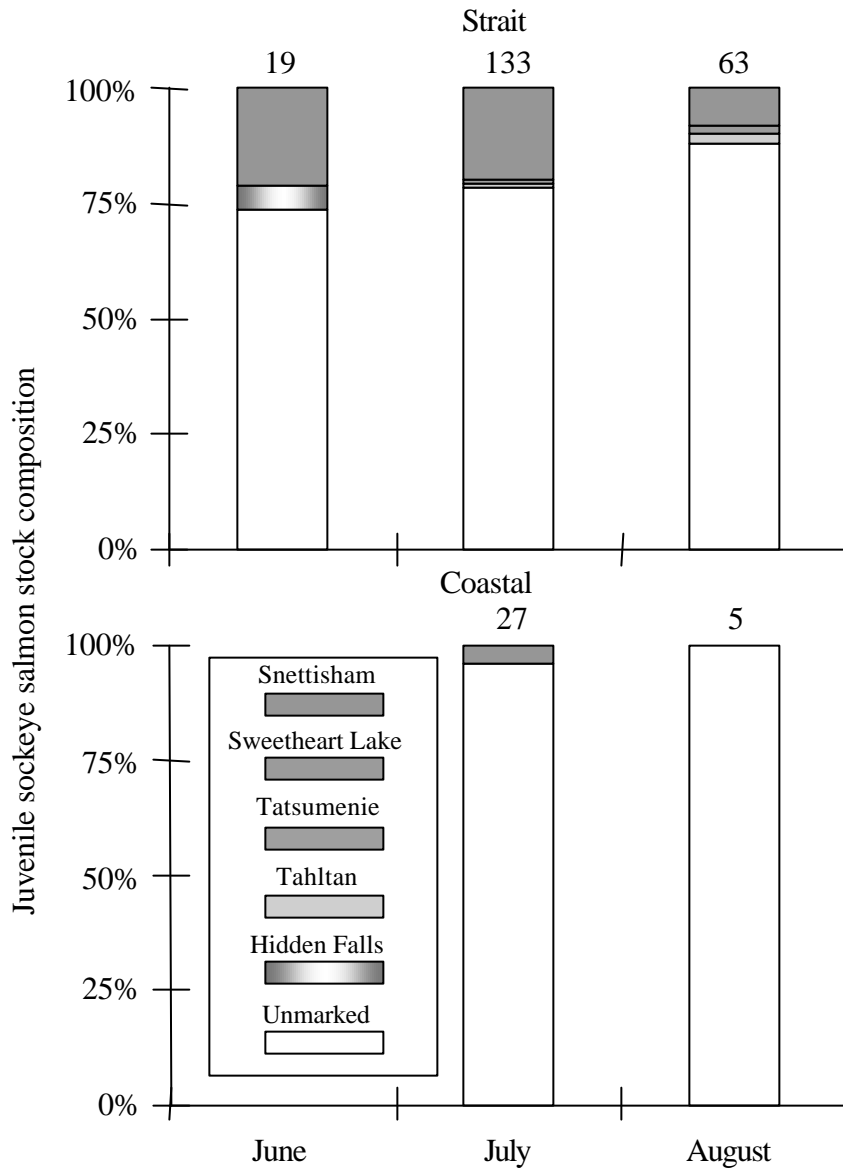 Strait
19 133 63
100%
75%
50%
25%
0%
Juvenile sockeye salmon stock composition
Coastal
27 5
100%
75%
50%
25%
0%
Snettisham
Sweetheart Lake
Tatsumenie
Tahltan
Hidden Falls
Unmarked
June July August